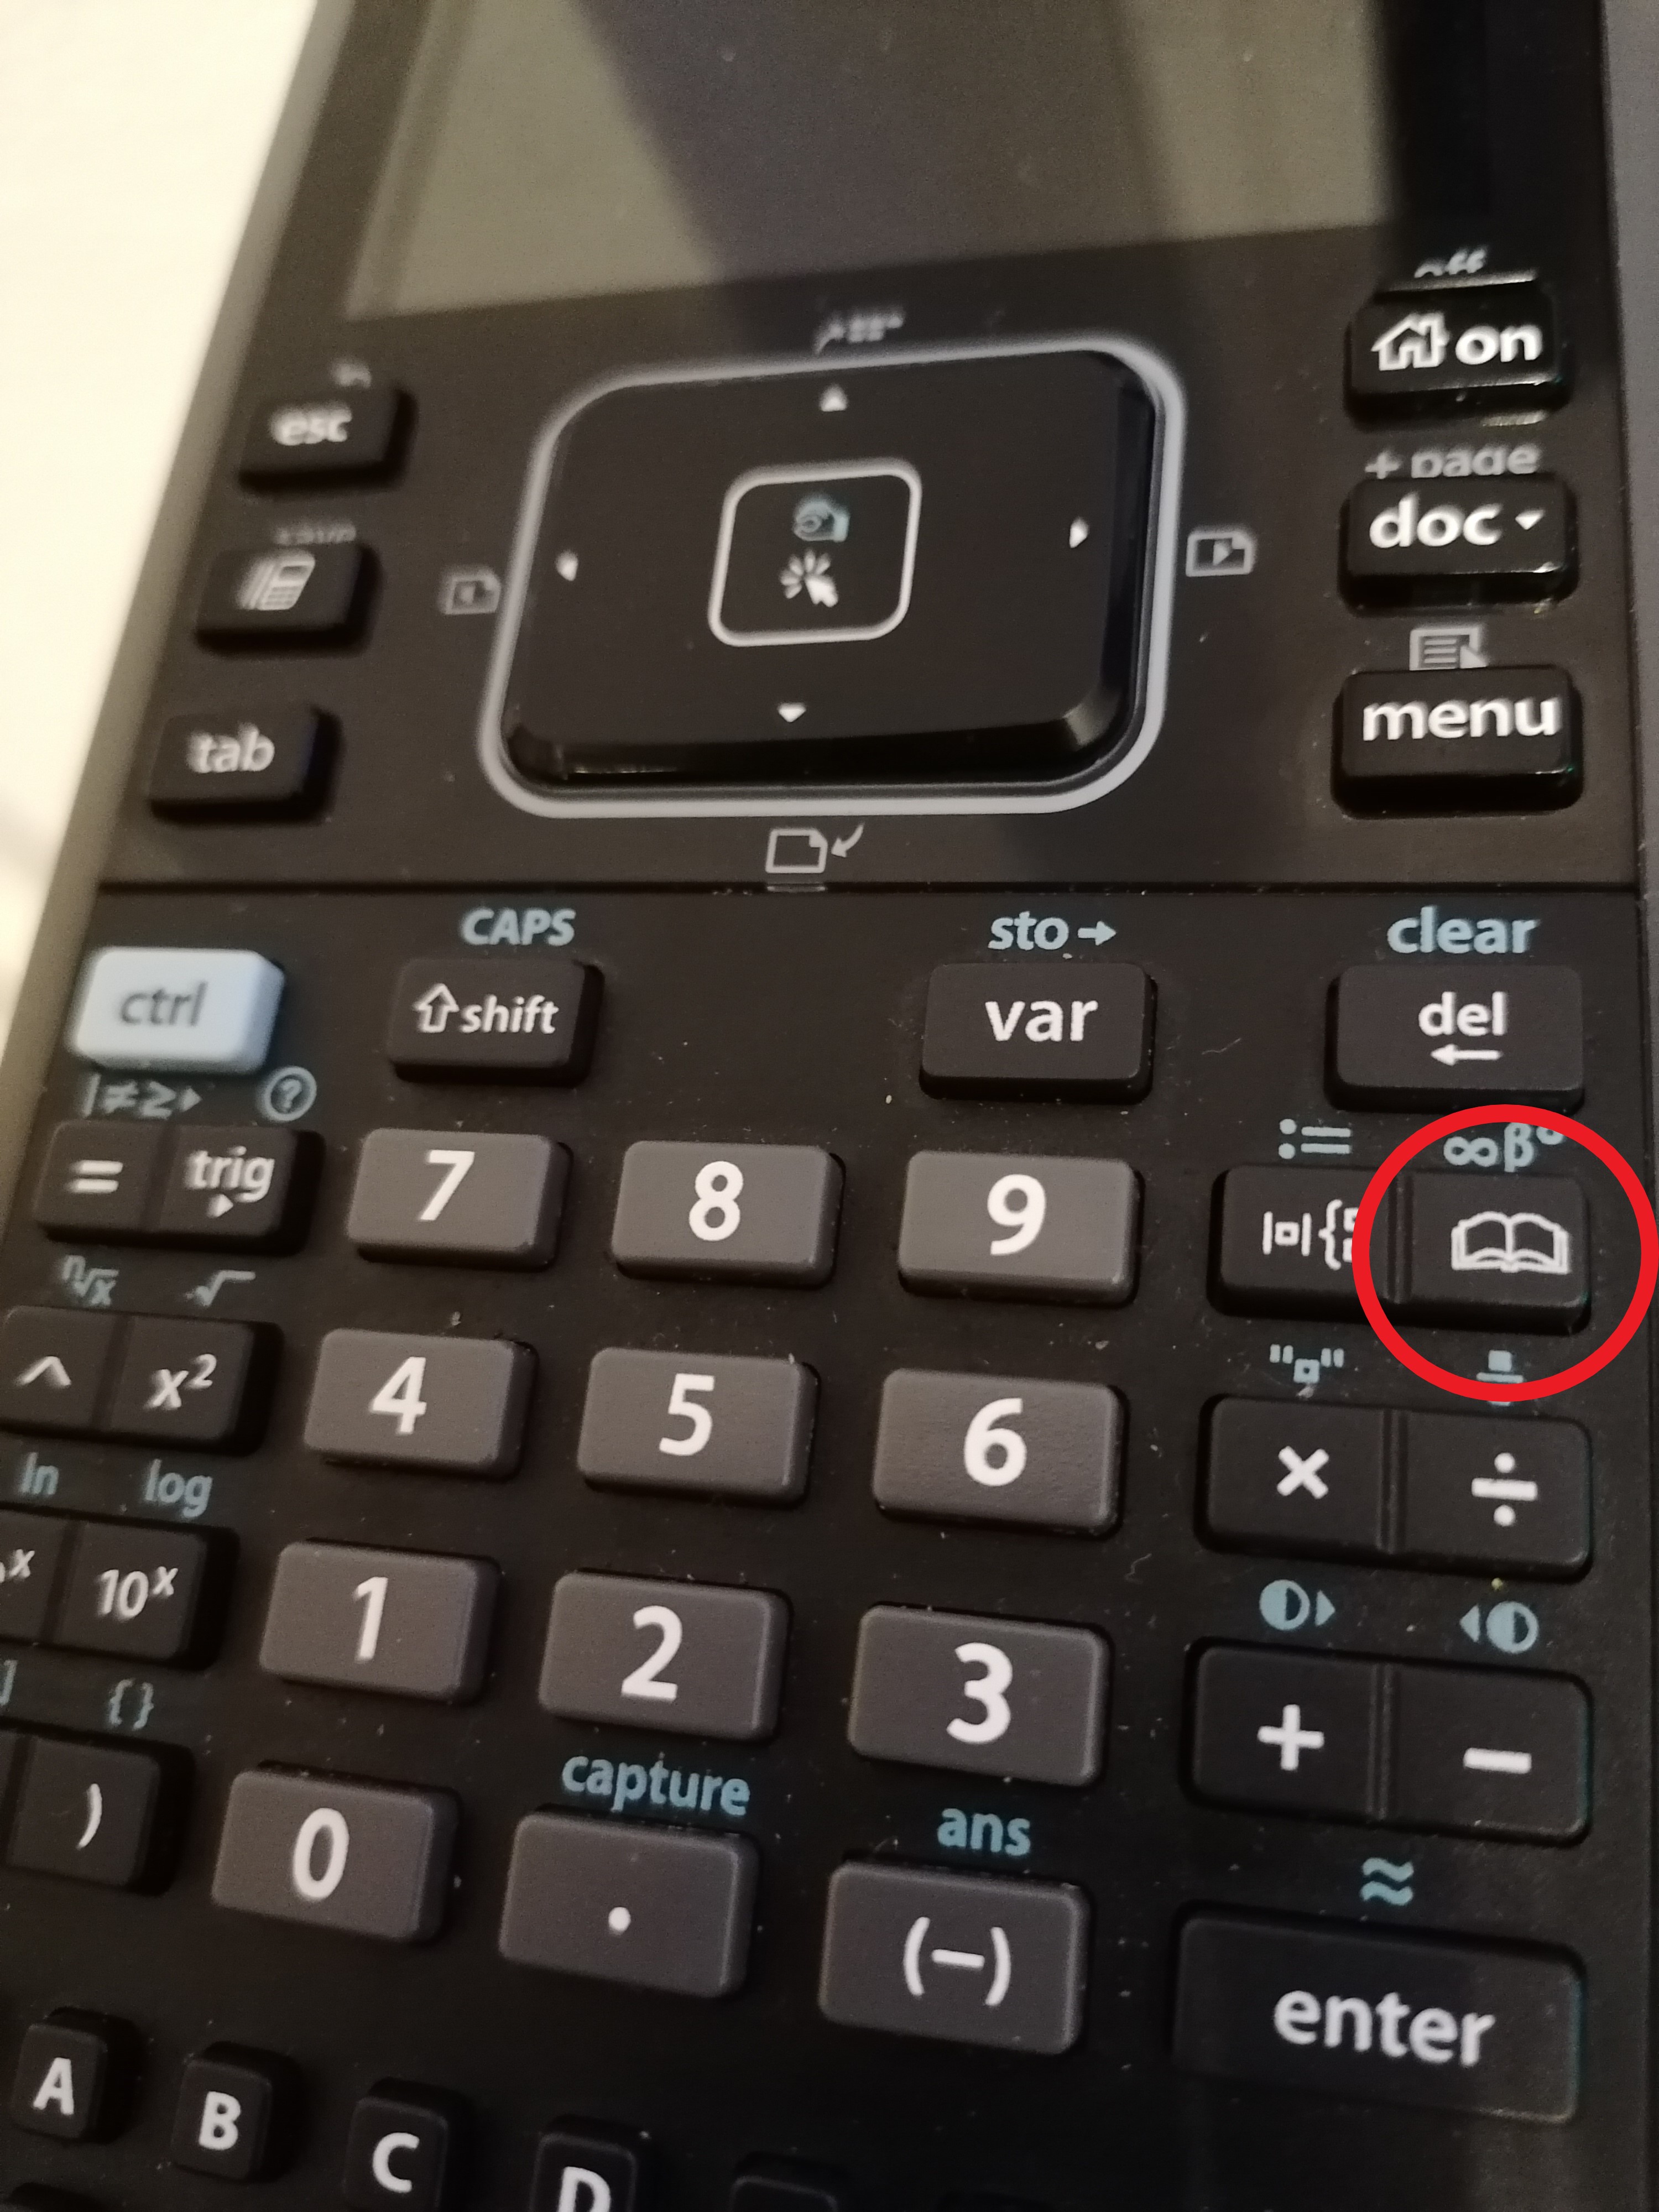 on
esc
+ page
doc
tab
menu
CAPS
sto→
clear
ctrl
shift
var
del
←
|≠≥▸ ?
:=
∞β°
=
trig
7
8
9
|□|{
ⁿ√x
√
"□"
^
x²
4
5
6
×
÷
ln
log
x
10ˣ
1
2
3
+
−
]
{}
capture
ans
≈
)
0
.
(−)
enter
A
B
C
D